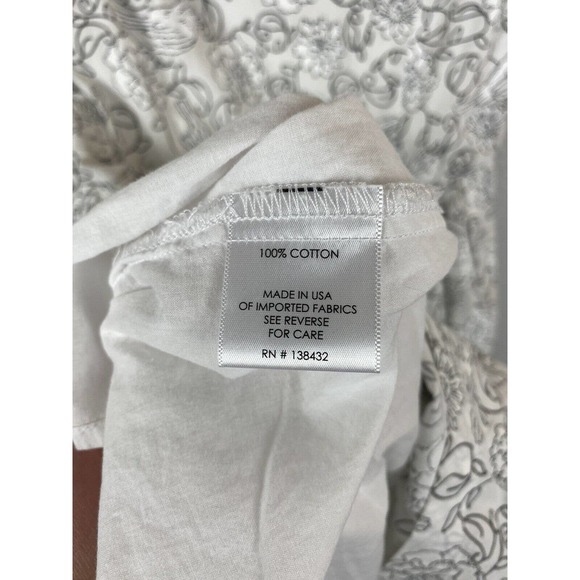 100% COTTON
MADE IN USA
OF IMPORTED FABRICS
SEE REVERSE
FOR CARE
RN # 138432